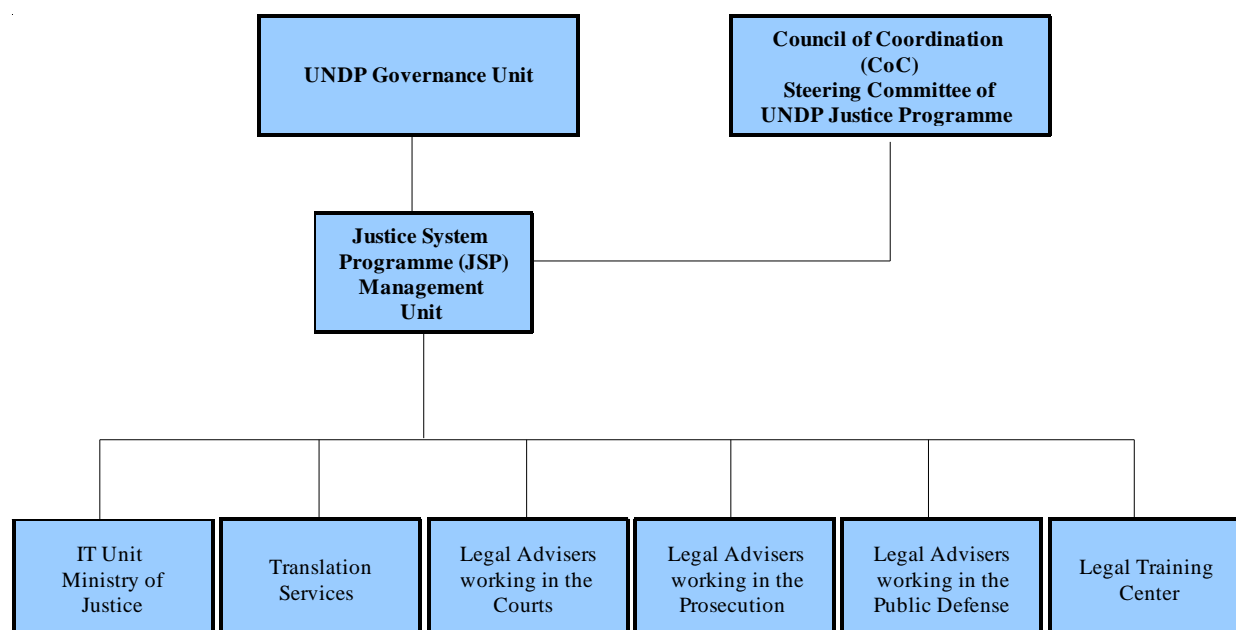 UNDP Governance Unit
Council of Coordination
(CoC)
Steering Committee of
UNDP Justice Programme
Justice System
Programme (JSP)
Management
Unit
IT Unit
Ministry of
Justice
Translation
Services
Legal Advisers
working in the
Courts
Legal Advisers
working in the
Prosecution
Legal Advisers
working in the
Public Defense
Legal Training
Center